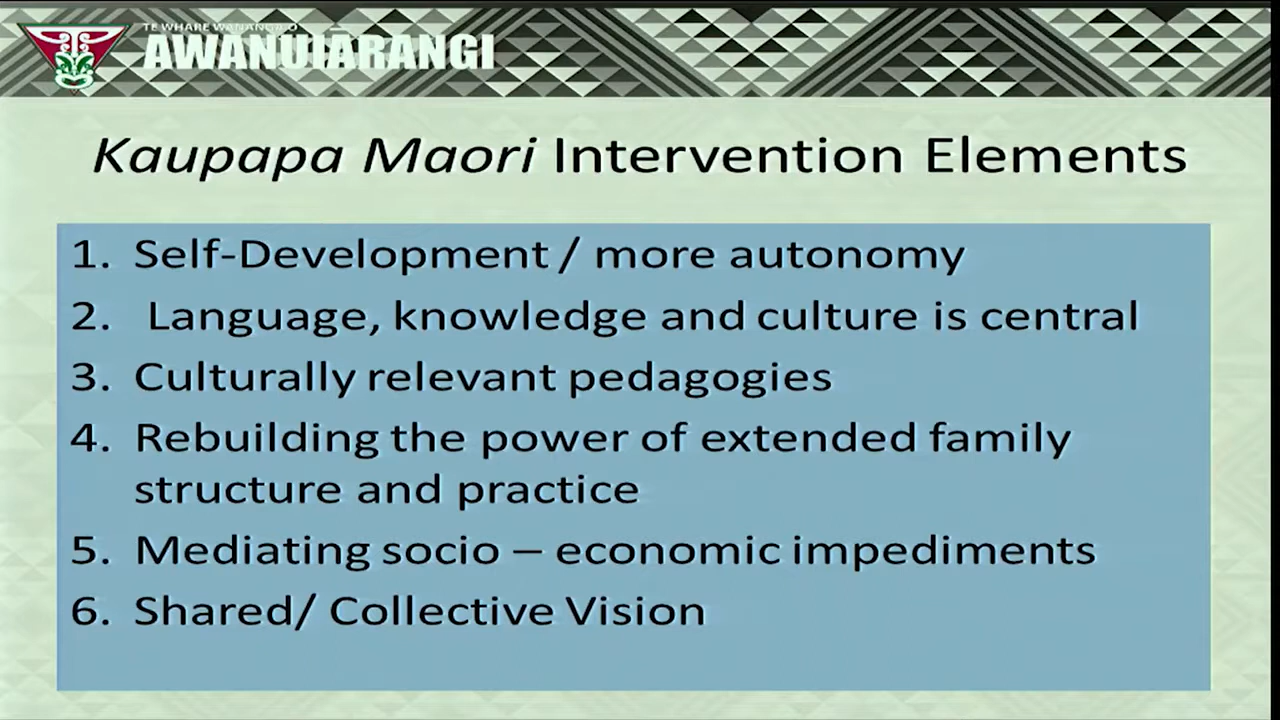 TE WHARE WĀNANGA O
AWANUIARANGI
Kaupapa Maori Intervention Elements
1. Self-Development / more autonomy
2. Language, knowledge and culture is central
3. Culturally relevant pedagogies
4. Rebuilding the power of extended family
structure and practice
5. Mediating socio – economic impediments
6. Shared/ Collective Vision